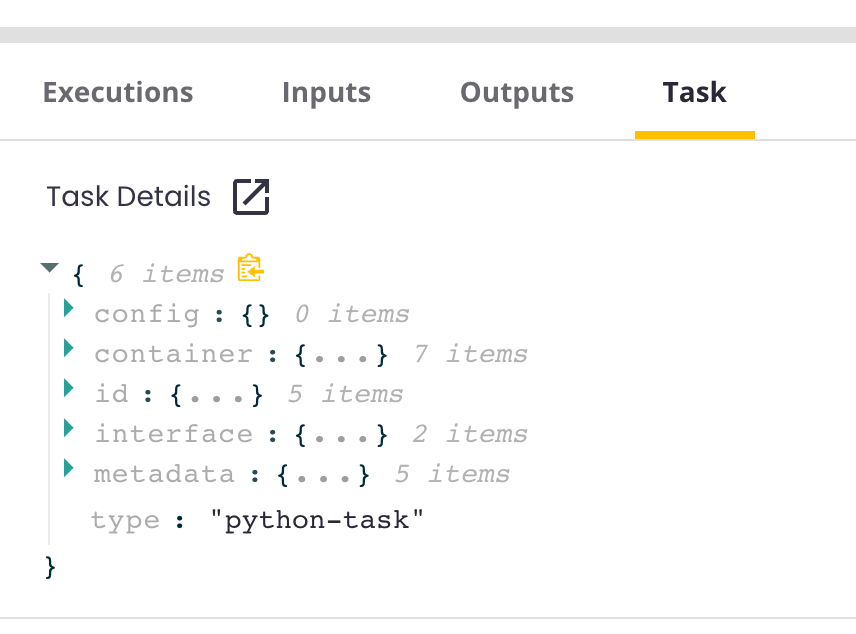 Executions Inputs Outputs Task
Task Details
{ 6 items
config : {} 0 items
container : {...} 7 items
id : {...} 5 items
interface : {...} 2 items
metadata : {...} 5 items
type : "python-task"
}